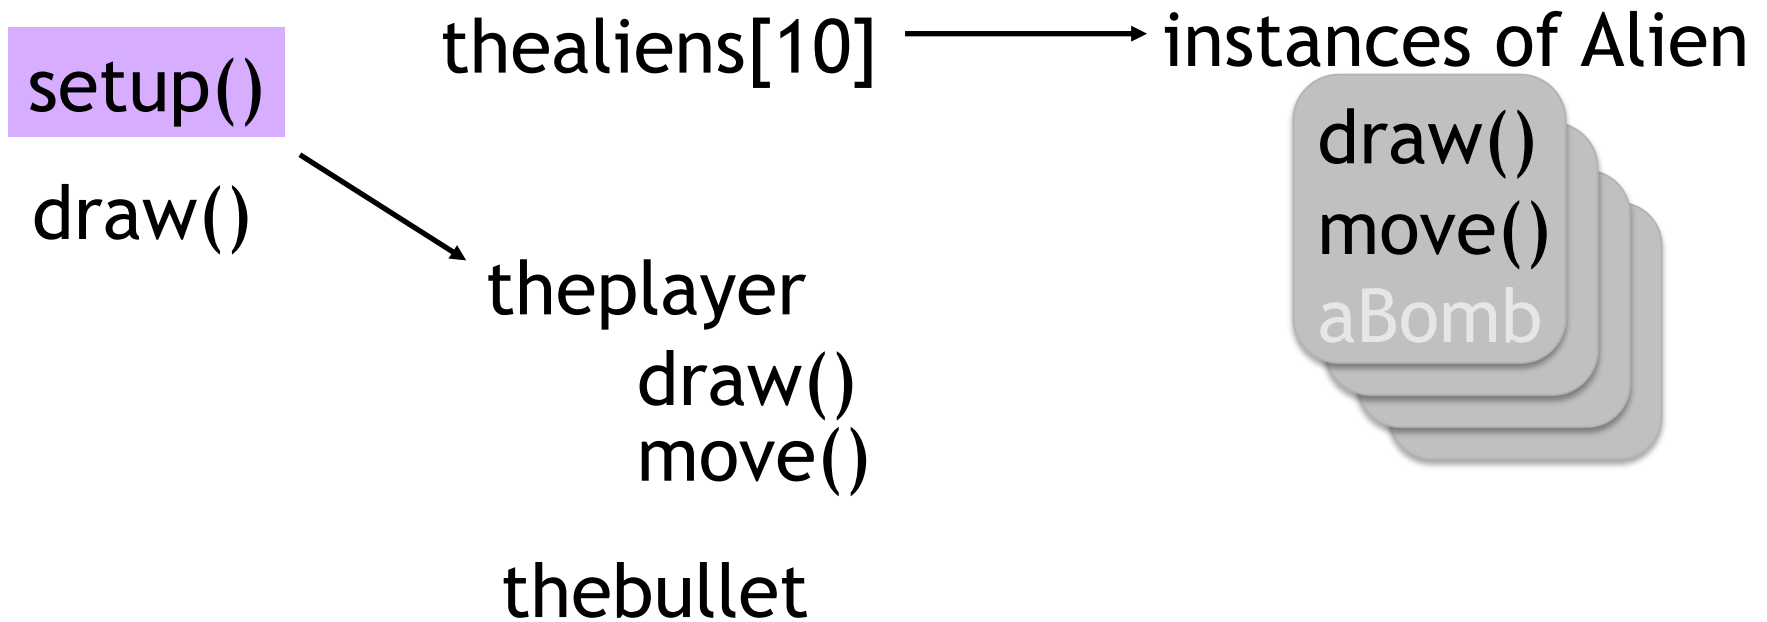 setup()
draw()
thealiens[10]
instances of Alien
draw()
move()
aBomb
theplayer
draw()
move()
thebullet